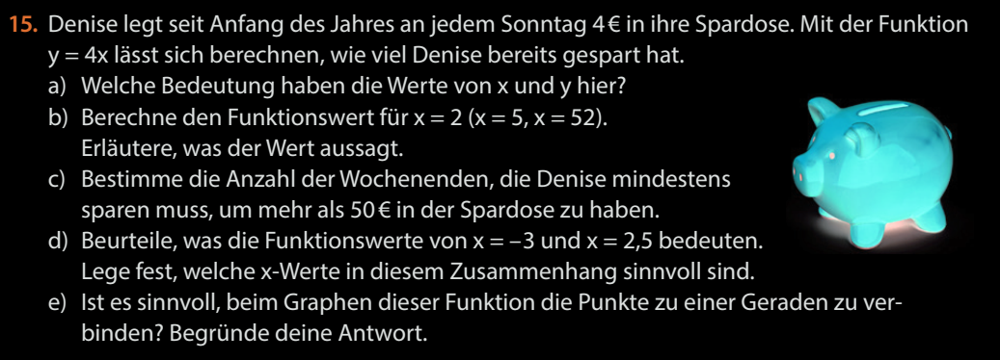 15. Denise legt seit Anfang des Jahres an jedem Sonntag 4 € in ihre Spardose. Mit der Funktion
y = 4x lässt sich berechnen, wie viel Denise bereits gespart hat.
a) Welche Bedeutung haben die Werte von x und y hier?
b) Berechne den Funktionswert für x = 2 (x = 5, x = 52).
Erläutere, was der Wert aussagt.
c) Bestimme die Anzahl der Wochenenden, die Denise mindestens
sparen muss, um mehr als 50 € in der Spardose zu haben.
d) Beurteile, was die Funktionswerte von x = –3 und x = 2,5 bedeuten.
Lege fest, welche x-Werte in diesem Zusammenhang sinnvoll sind.
e) Ist es sinnvoll, beim Graphen dieser Funktion die Punkte zu einer Geraden zu ver-
binden? Begründe deine Antwort.